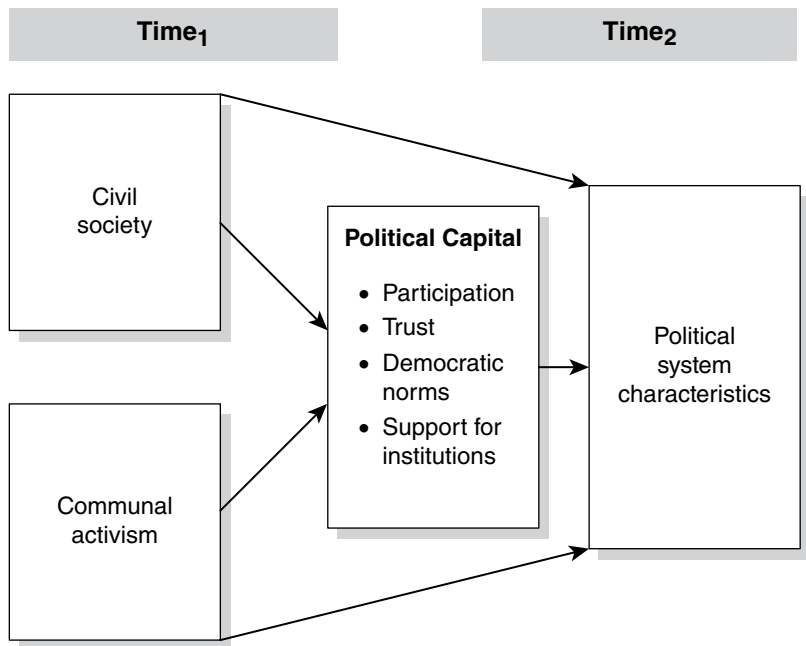 Time₁
Time₂
Civil
society
Political Capital
• Participation
• Trust
• Democratic
norms
• Support for
institutions
Political
system
characteristics
Communal
activism